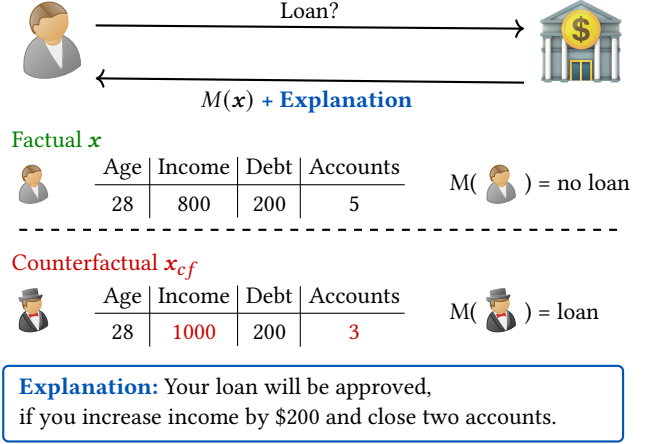 Loan?
$
M(x) + Explanation
Factual x
Age Income Debt Accounts
28 800 200 5
M( ) = no loan
Counterfactual x_cf
Age Income Debt Accounts
28 1000 200 3
M( ) = loan
Explanation: Your loan will be approved,
if you increase income by $200 and close two accounts.